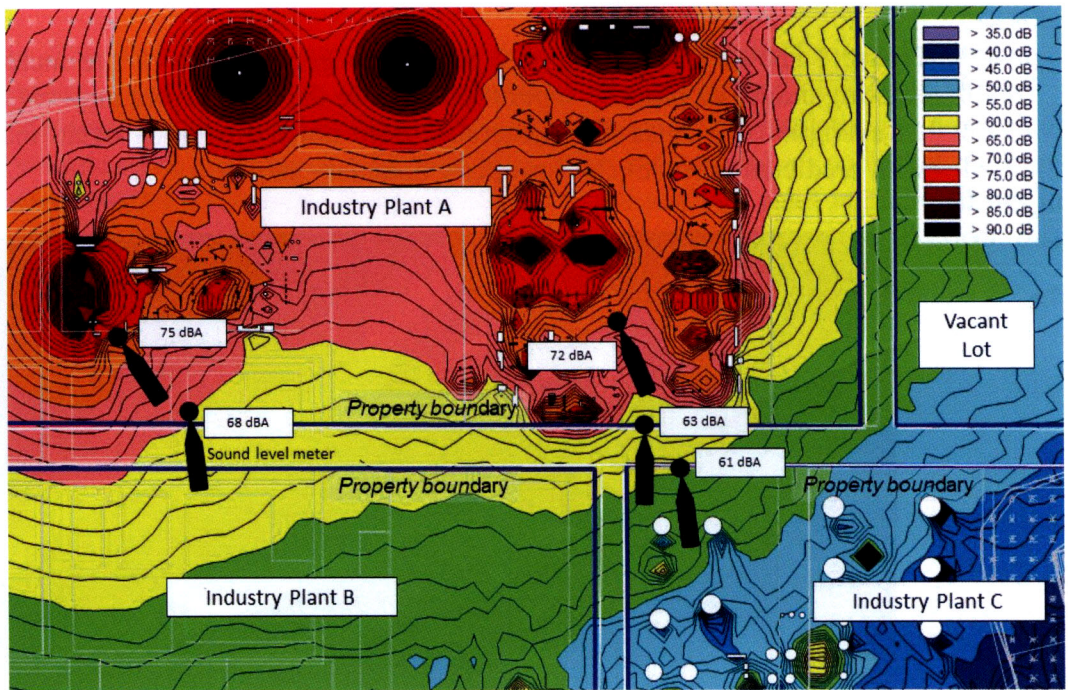 > 35.0 dB
> 40.0 dB
> 45.0 dB
> 50.0 dB
> 55.0 dB
> 60.0 dB
> 65.0 dB
> 70.0 dB
> 75.0 dB
> 80.0 dB
> 85.0 dB
> 90.0 dB
Industry Plant A
75 dBA
72 dBA
Vacant
Lot
Property boundary
68 dBA
63 dBA
Sound level meter
61 dBA
Property boundary
Property boundary
Industry Plant B
Industry Plant C